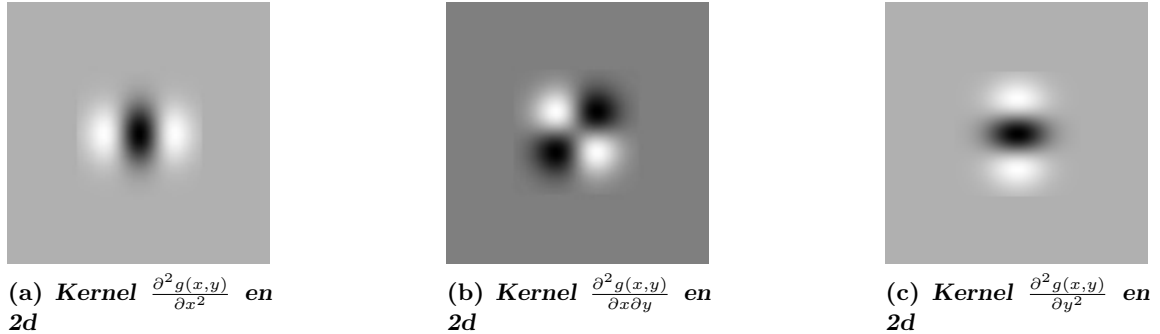 (a) Kernel ∂²g(x,y)/∂x² en
2d
(b) Kernel ∂²g(x,y)/∂x∂y en
2d
(c) Kernel ∂²g(x,y)/∂y² en
2d